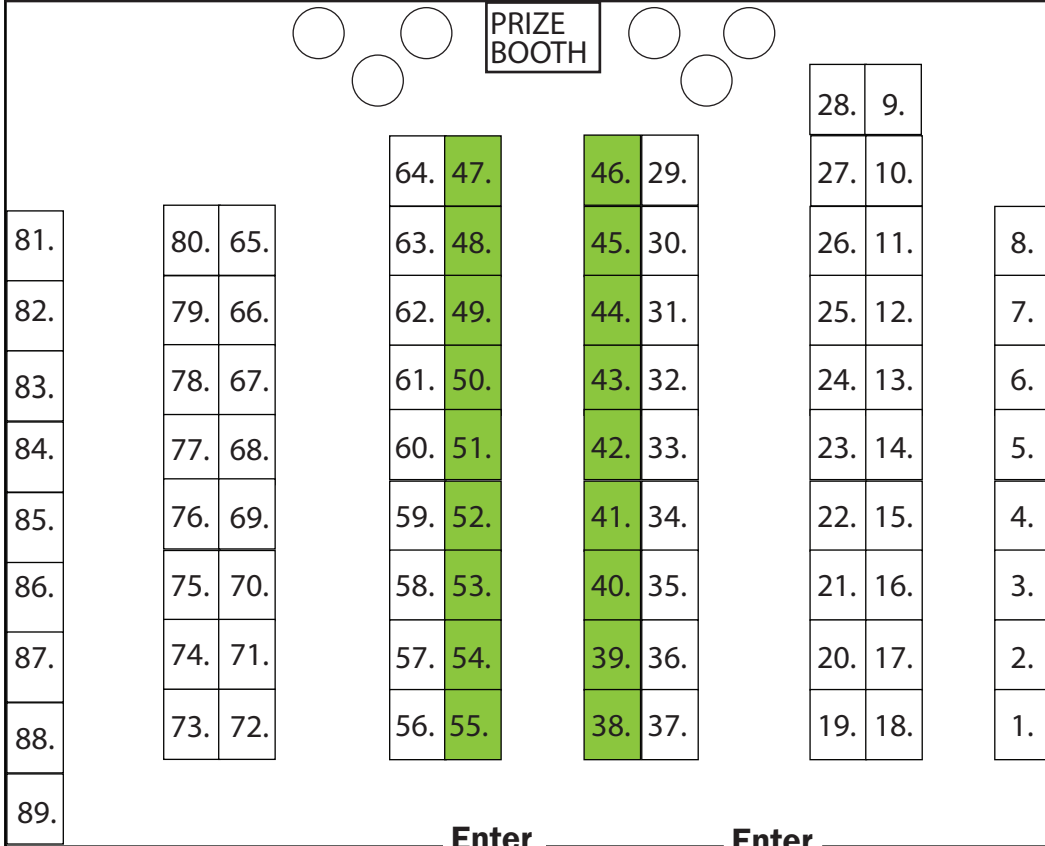 PRIZE
BOOTH
28. 9.
64. 47. 46. 29. 27. 10.
81. 80. 65. 63. 48. 45. 30. 26. 11. 8.
82. 79. 66. 62. 49. 44. 31. 25. 12. 7.
83. 78. 67. 61. 50. 43. 32. 24. 13. 6.
84. 77. 68. 60. 51. 42. 33. 23. 14. 5.
85. 76. 69. 59. 52. 41. 34. 22. 15. 4.
86. 75. 70. 58. 53. 40. 35. 21. 16. 3.
87. 74. 71. 57. 54. 39. 36. 20. 17. 2.
88. 73. 72. 56. 55. 38. 37. 19. 18. 1.
89.
Enter Enter